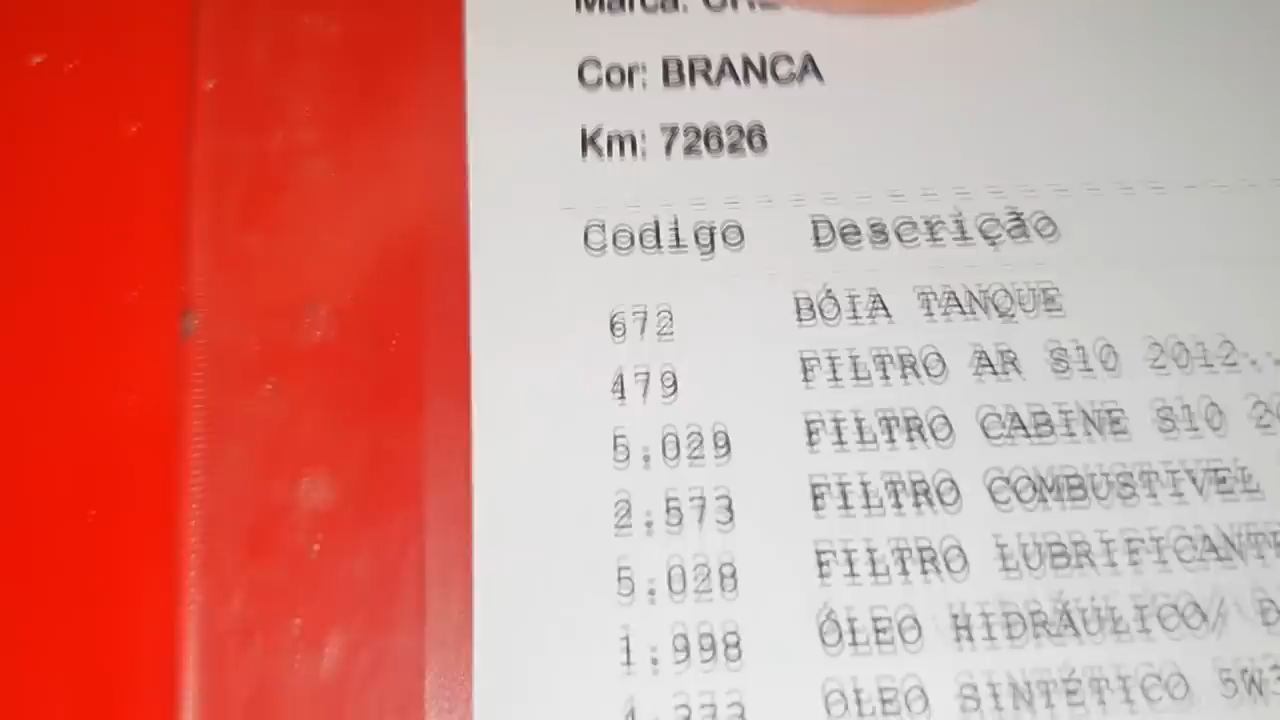 Marca:
Cor: BRANCA
Km: 72626
Codigo Descrição
672 BÓIA TANQUE
479 FILTRO AR S10 2012..
5.029 FILTRO CABINE S10
2.573 FILTRO COMBUSTIVEL
5.028 FILTRO LUBRIFICANTE
1.998 ÓLEO HIDRÁULICO/
ÓLEO SINTÉTICO